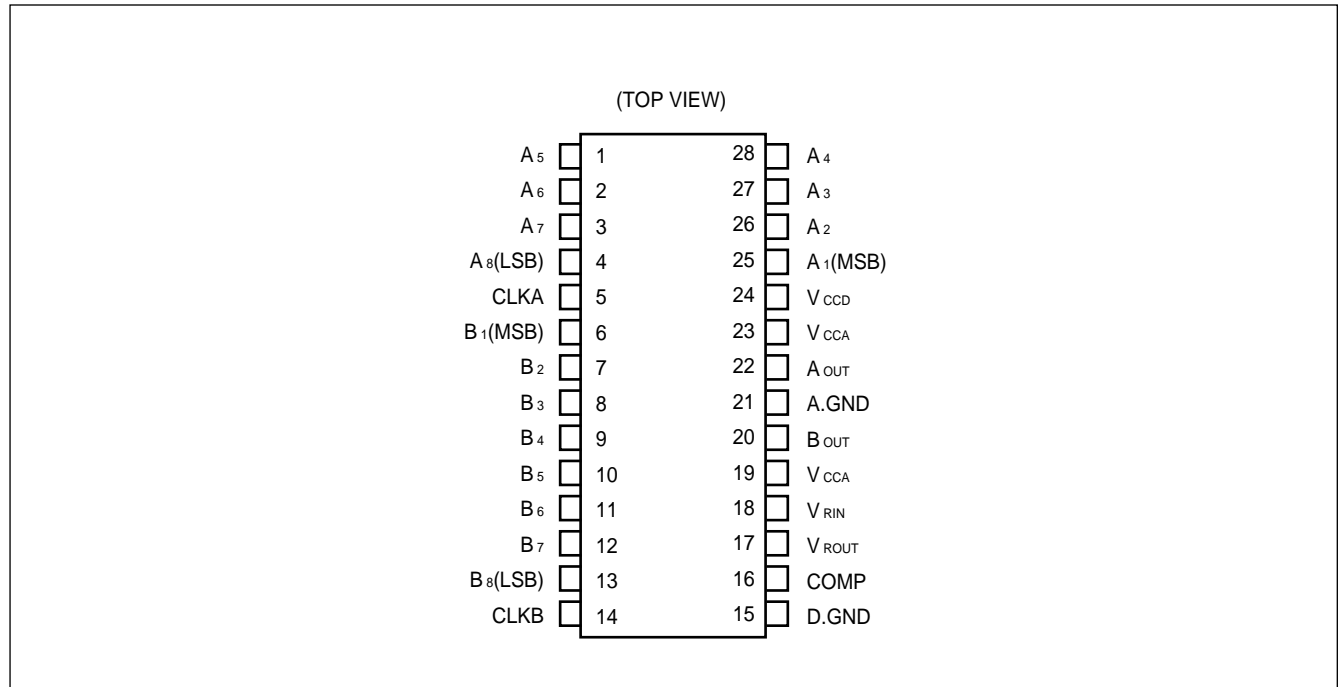 (TOP VIEW)
A5 1 28 A4
A6 2 27 A3
A7 3 26 A2
A8(LSB) 4 25 A1(MSB)
CLKA 5 24 VCCD
B1(MSB) 6 23 VCCA
B2 7 22 AOUT
B3 8 21 A.GND
B4 9 20 BOUT
B5 10 19 VCCA
B6 11 18 VRIN
B7 12 17 VROUT
B8(LSB) 13 16 COMP
CLKB 14 15 D.GND